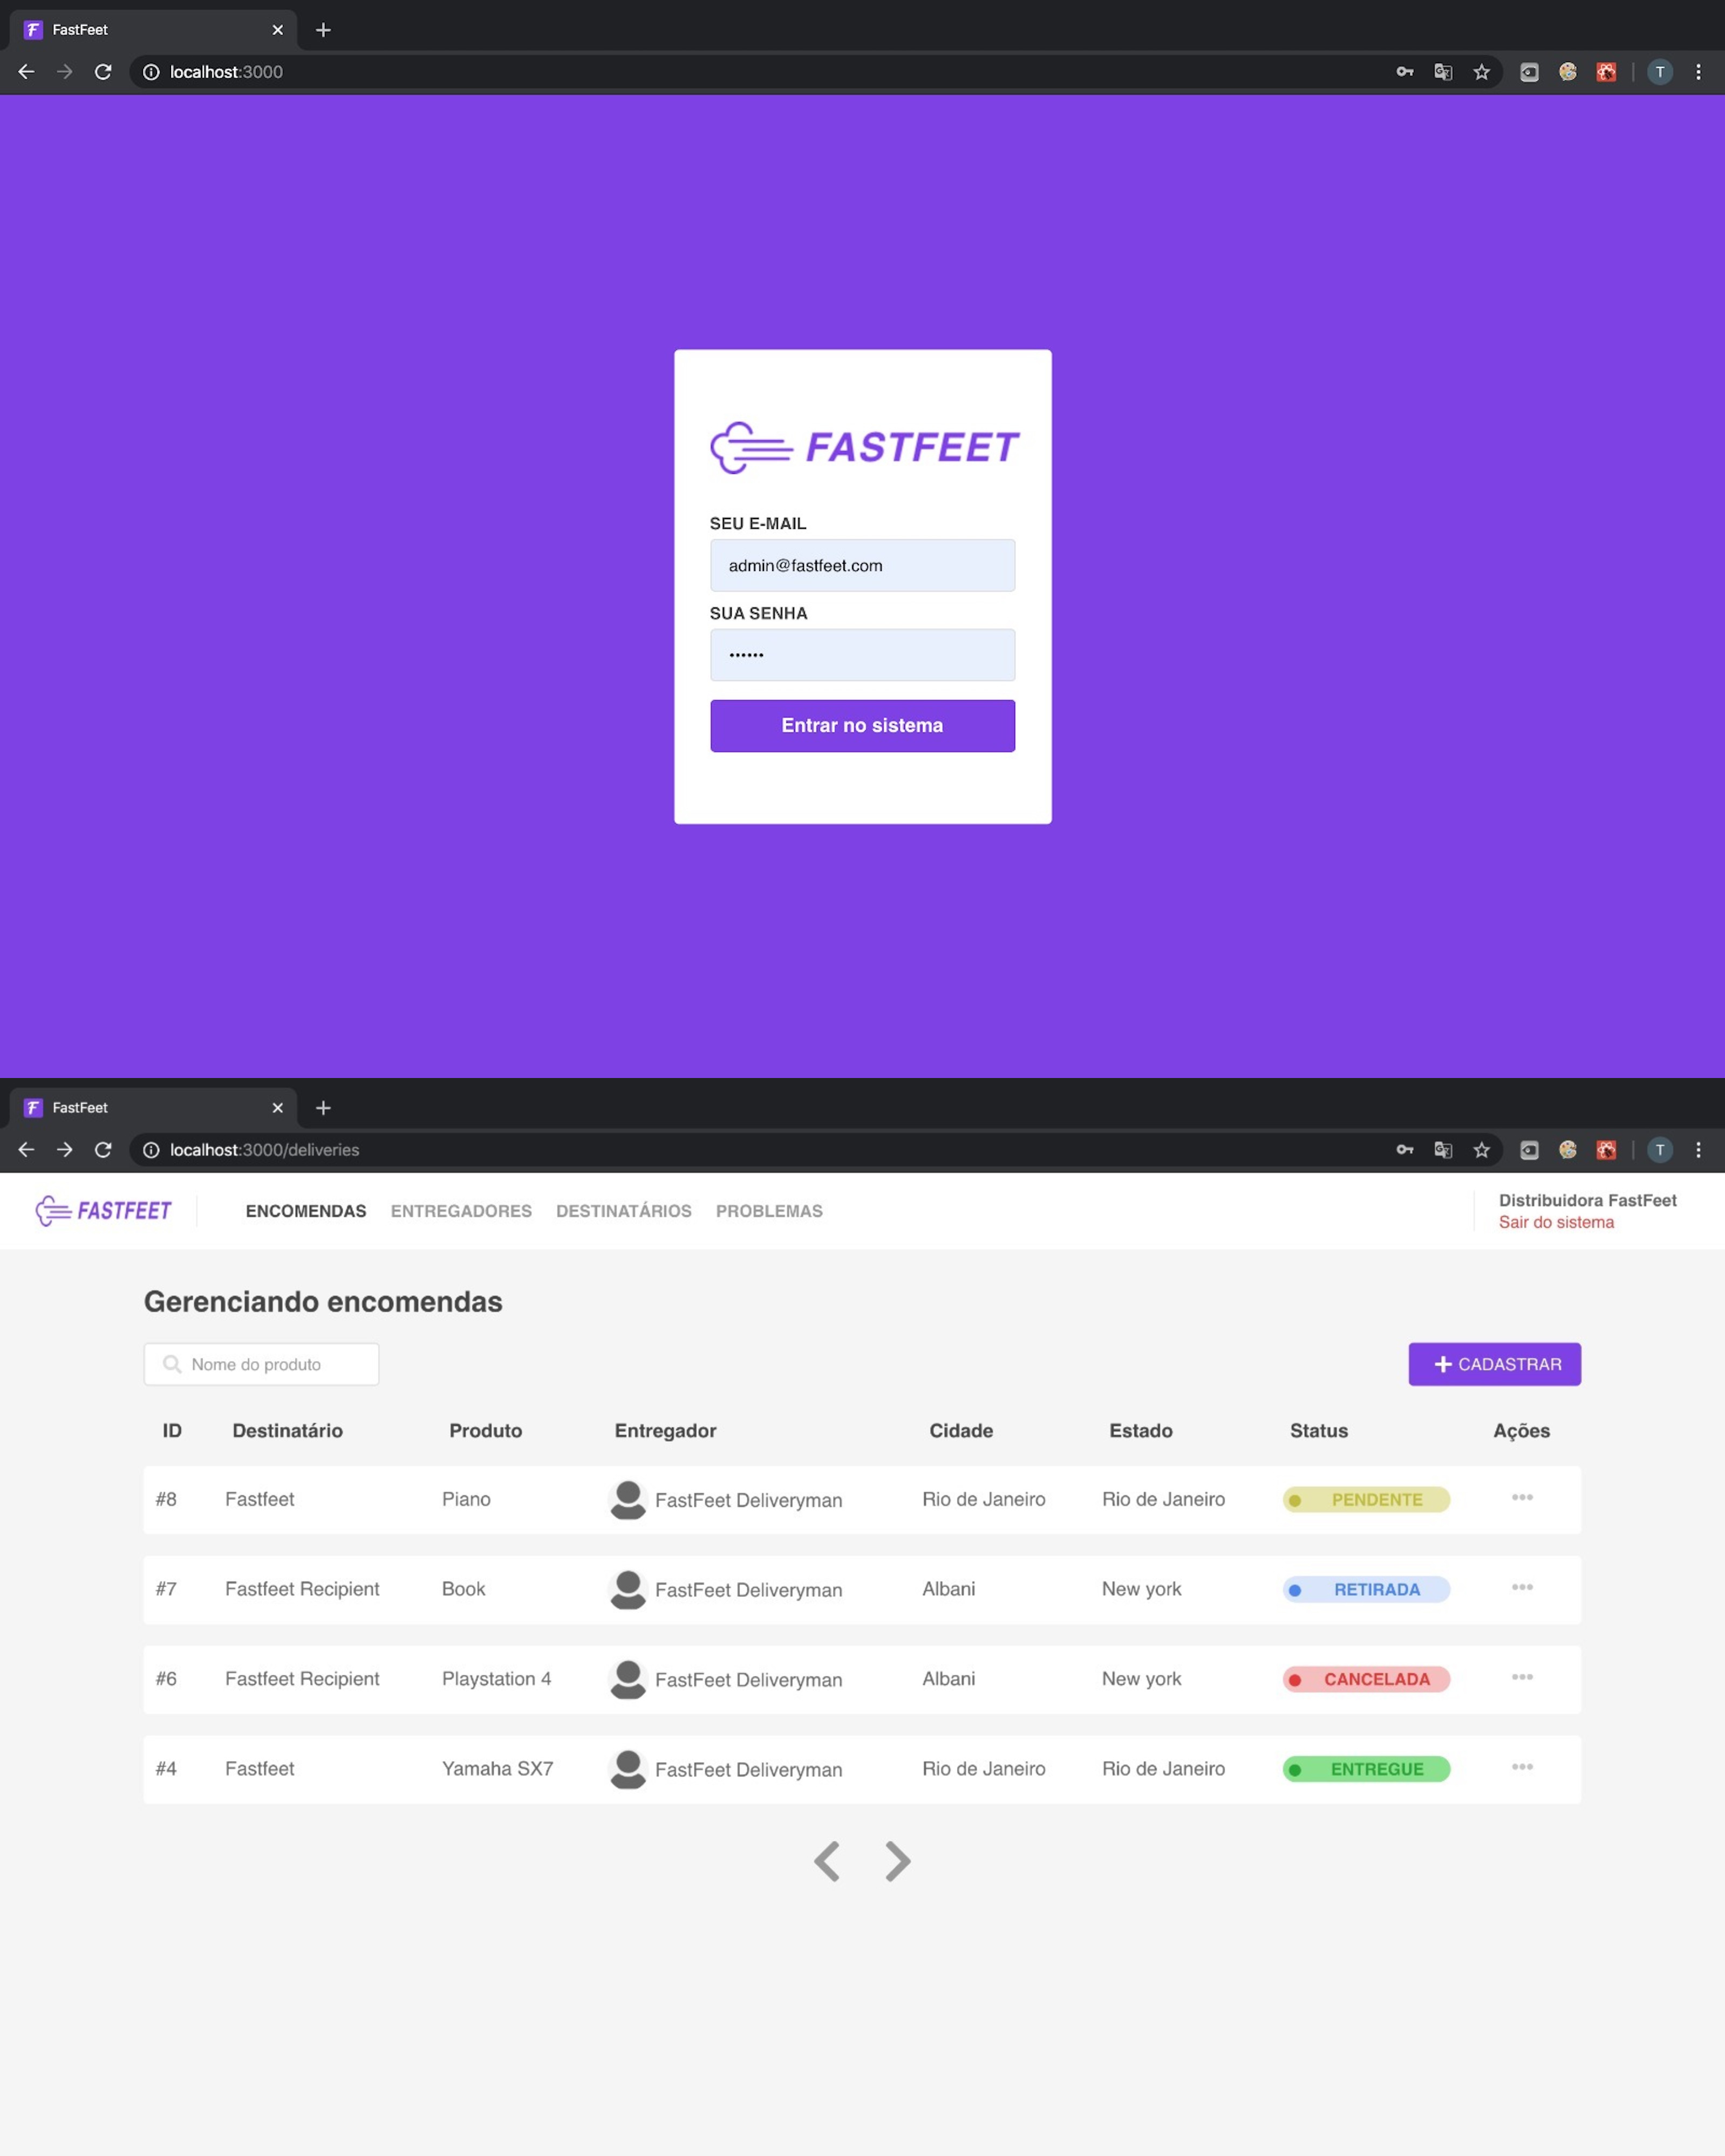 FastFeet
localhost:3000
T
FASTFEET
SEU E-MAIL
admin@fastfeet.com
SUA SENHA
••••••
Entrar no sistema
FastFeet
localhost:3000/deliveries
T
FASTFEET ENCOMENDAS ENTREGADORES DESTINATÁRIOS PROBLEMAS
Distribuidora FastFeet
Sair do sistema
Gerenciando encomendas
Nome do produto
CADASTRAR
ID Destinatário Produto Entregador Cidade Estado Status Ações
#8 Fastfeet Piano FastFeet Deliveryman Rio de Janeiro Rio de Janeiro PENDENTE
#7 Fastfeet Recipient Book FastFeet Deliveryman Albani New york RETIRADA
#6 Fastfeet Recipient Playstation 4 FastFeet Deliveryman Albani New york CANCELADA
#4 Fastfeet Yamaha SX7 FastFeet Deliveryman Rio de Janeiro Rio de Janeiro ENTREGUE